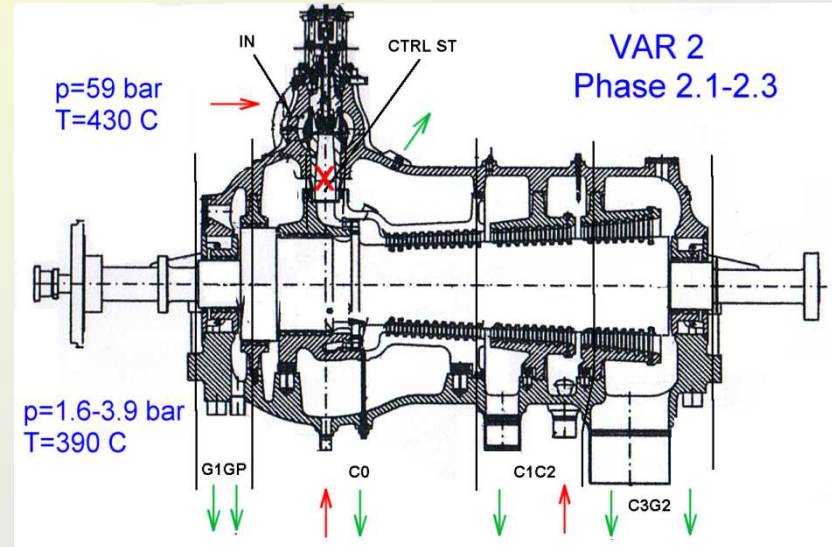 IN
CTRL ST
VAR 2
Phase 2.1-2.3
p=59 bar
T=430 C
X
p=1.6-3.9 bar
T=390 C
G1GP
C0
C1C2
C3G2